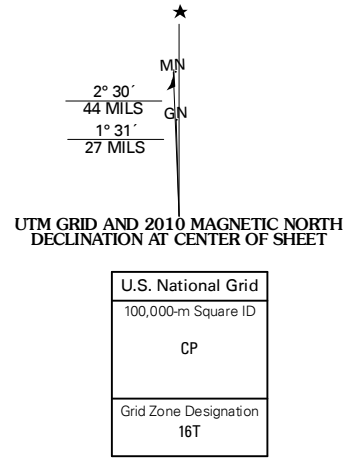 MN
2° 30´
44 MILS
GN
1° 31´
27 MILS
UTM GRID AND 2010 MAGNETIC NORTH
DECLINATION AT CENTER OF SHEET
U.S. National Grid
100,000-m Square ID
CP
Grid Zone Designation
16T